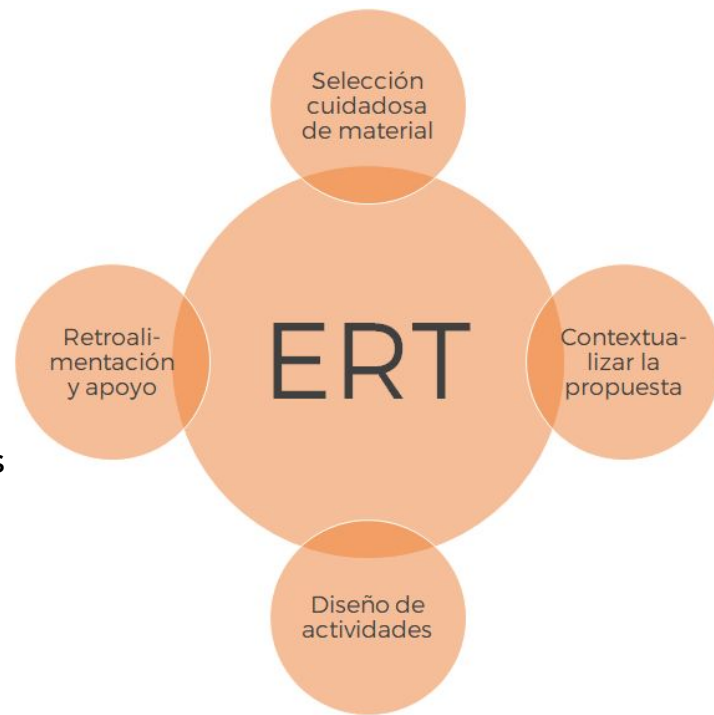 Selección
cuidadosa
de material
Retroali-
mentación
y apoyo
ERT
Contextua-
lizar la
propuesta
s
Diseño de
actividades